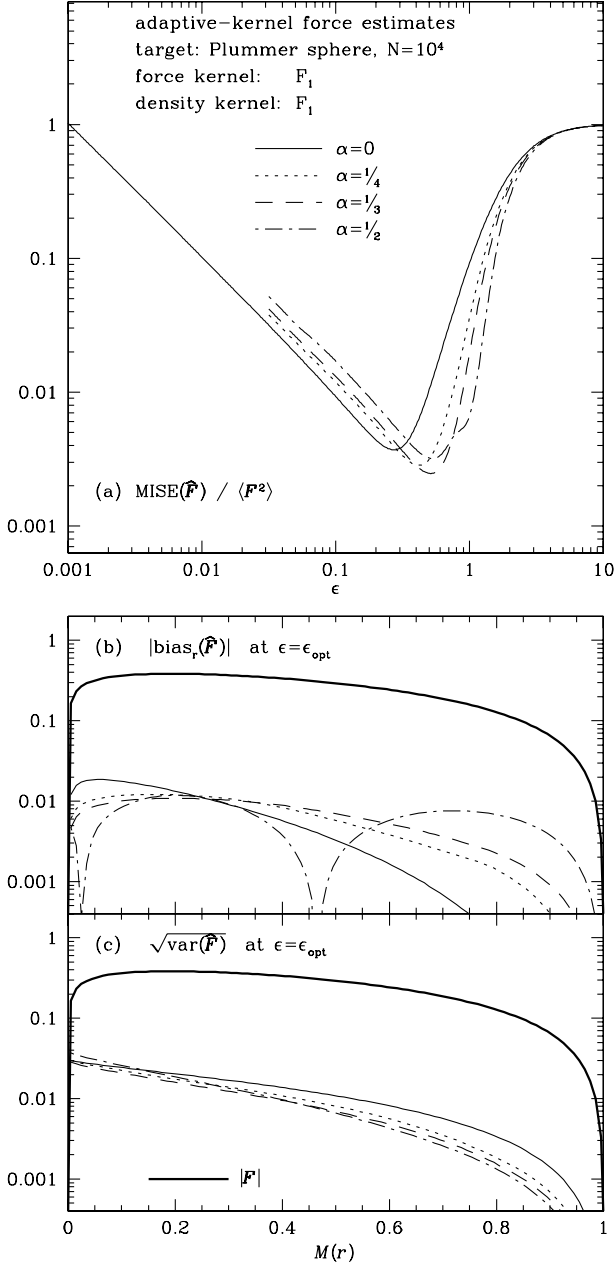 adaptive-kernel force estimates
target: Plummer sphere, N=10⁴
force kernel: F₁
density kernel: F₁
α=0
α=1/4
α=1/3
α=1/2
1
0.1
0.01
0.001
(a) MISE(F̂) / ⟨F²⟩
0.001 0.01 0.1 1 10
ϵ
(b) |biasᵣ(F̂)| at ϵ=ϵ_opt
1
0.1
0.01
0.001
(c) √var(F̂) at ϵ=ϵ_opt
1
0.1
0.01
0.001
|F|
0 0.2 0.4 0.6 0.8 1
M(r)